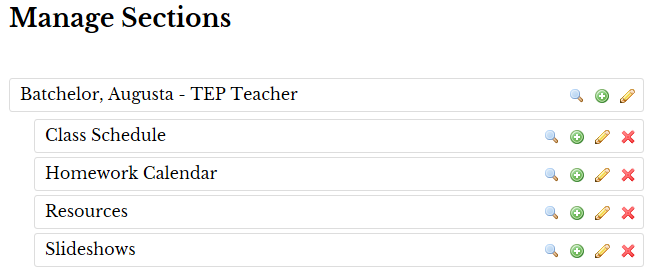 Manage Sections
Batchelor, Augusta - TEP Teacher
Class Schedule
Homework Calendar
Resources
Slideshows